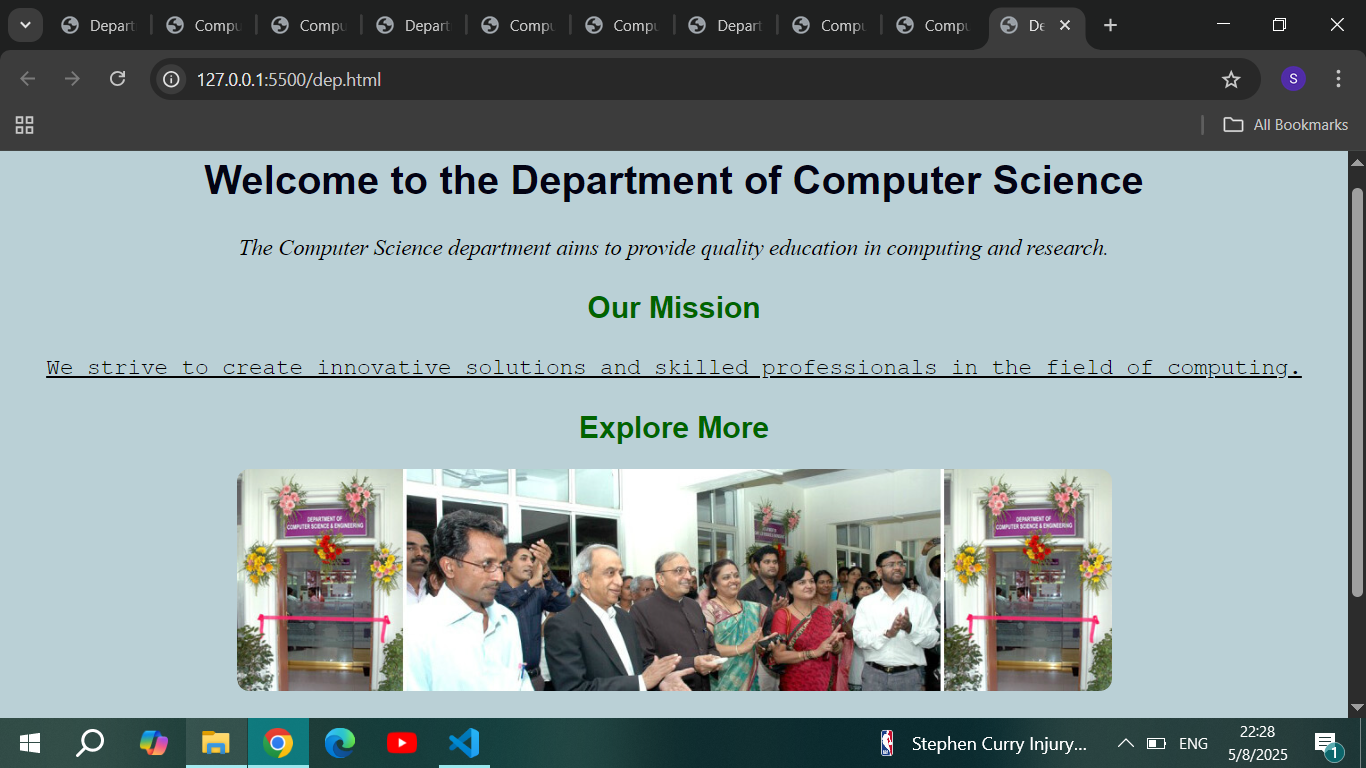 Depart
Compu
Compu
Depart
Compu
Compu
Depart
Compu
Compu
De
127.0.0.1:5500/dep.html
S
All Bookmarks
Welcome to the Department of Computer Science
The Computer Science department aims to provide quality education in computing and research.
Our Mission
We strive to create innovative solutions and skilled professionals in the field of computing.
Explore More
DEPARTMENT OF
COMPUTER SCIENCE & ENGINEERING
DEPARTMENT OF
COMPUTER SCIENCE & ENGINEERING
Stephen Curry Injury...
ENG
22:28
5/8/2025
1